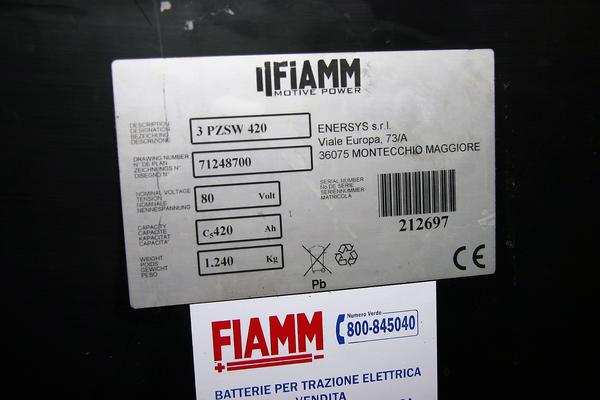 FiAMM
MOTIVE POWER
DESCRIPTION
DESIGNATION
BEZEICHNUNG
DESCRIZIONE
3 PZSW 420
ENERSYS s.r.l.
Viale Europa, 73/A
36075 MONTECCHIO MAGGIORE
DRAWING NUMBER
N° DE PLAN
ZEICHNUNGS N°
DISEGNO N°
71248700
NOMINAL VOLTAGE
TENSION
NOMINALE
NENNESPANNUNG
80 Volt
SERIAL NUMBER
No DE SERIE
SERIENNUMMER
MATRICOLA
212697
CAPACITY
CAPACITE
KAPAZITAT
CAPACITA'
C5 420 Ah
WEIGHT
POIDS
GEWICHT
PESO
1.240 Kg
Pb
CE
FIAMM
Numero Verde
800-845040
BATTERIE PER TRAZIONE ELETTRICA
VENDITA